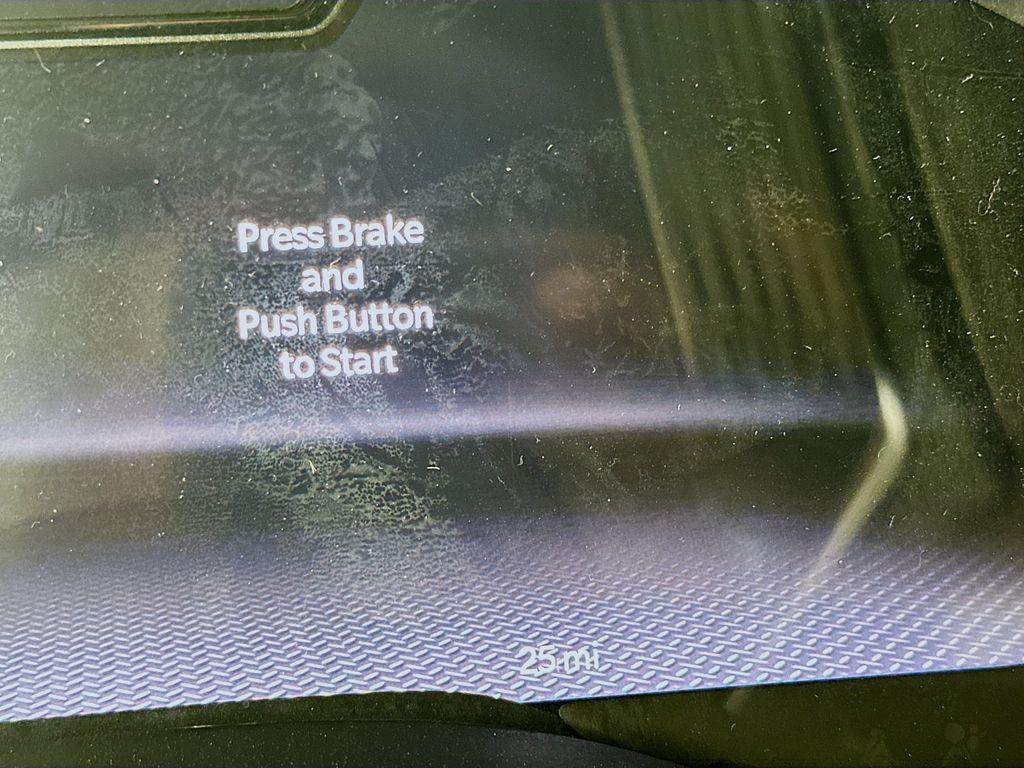 Press Brake
and
Push Button
to Start
25 mi